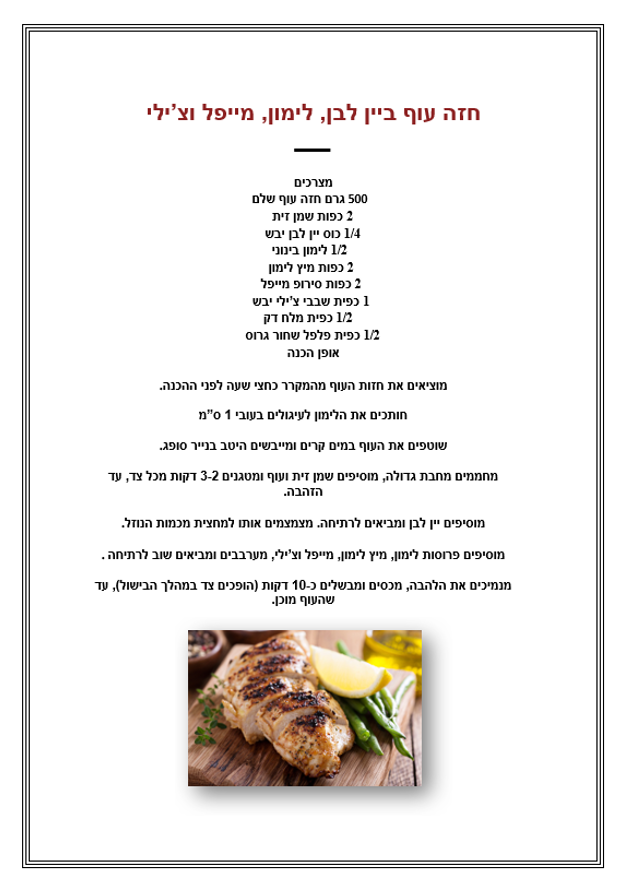 חזה עוף ביין לבן, לימון, מייפל וצ'ילי
מצרכים
500 גרם חזה עוף שלם
2 כפות שמן זית
1/4 כוס יין לבן יבש
1/2 לימון בינוני
2 כפות מיץ לימון
2 כפות סירופ מייפל
1 כפית שבבי צ'ילי יבש
1/2 כפית מלח דק
1/2 כפית פלפל שחור גרוס
אופן הכנה
מוציאים את חזות העוף מהמקרר כחצי שעה לפני ההכנה.
חותכים את הלימון לעיגולים בעובי 1 ס"מ
שוטפים את העוף במים קרים ומייבשים היטב בנייר סופג.
מחממים מחבת גדולה, מוסיפים שמן זית ועוף ומטגנים 3-2 דקות מכל צד, עד
הזהבה.
מוסיפים יין לבן ומביאים לרתיחה. מצמצמים אותו למחצית מכמות הנוזל.
מוסיפים פרוסות לימון, מיץ לימון, מייפל וצ'ילי, מערבבים ומביאים שוב לרתיחה .
מנמיכים את הלהבה, מכסים ומבשלים כ-10 דקות (הופכים צד במהלך הבישול), עד
שהעוף מוכן.